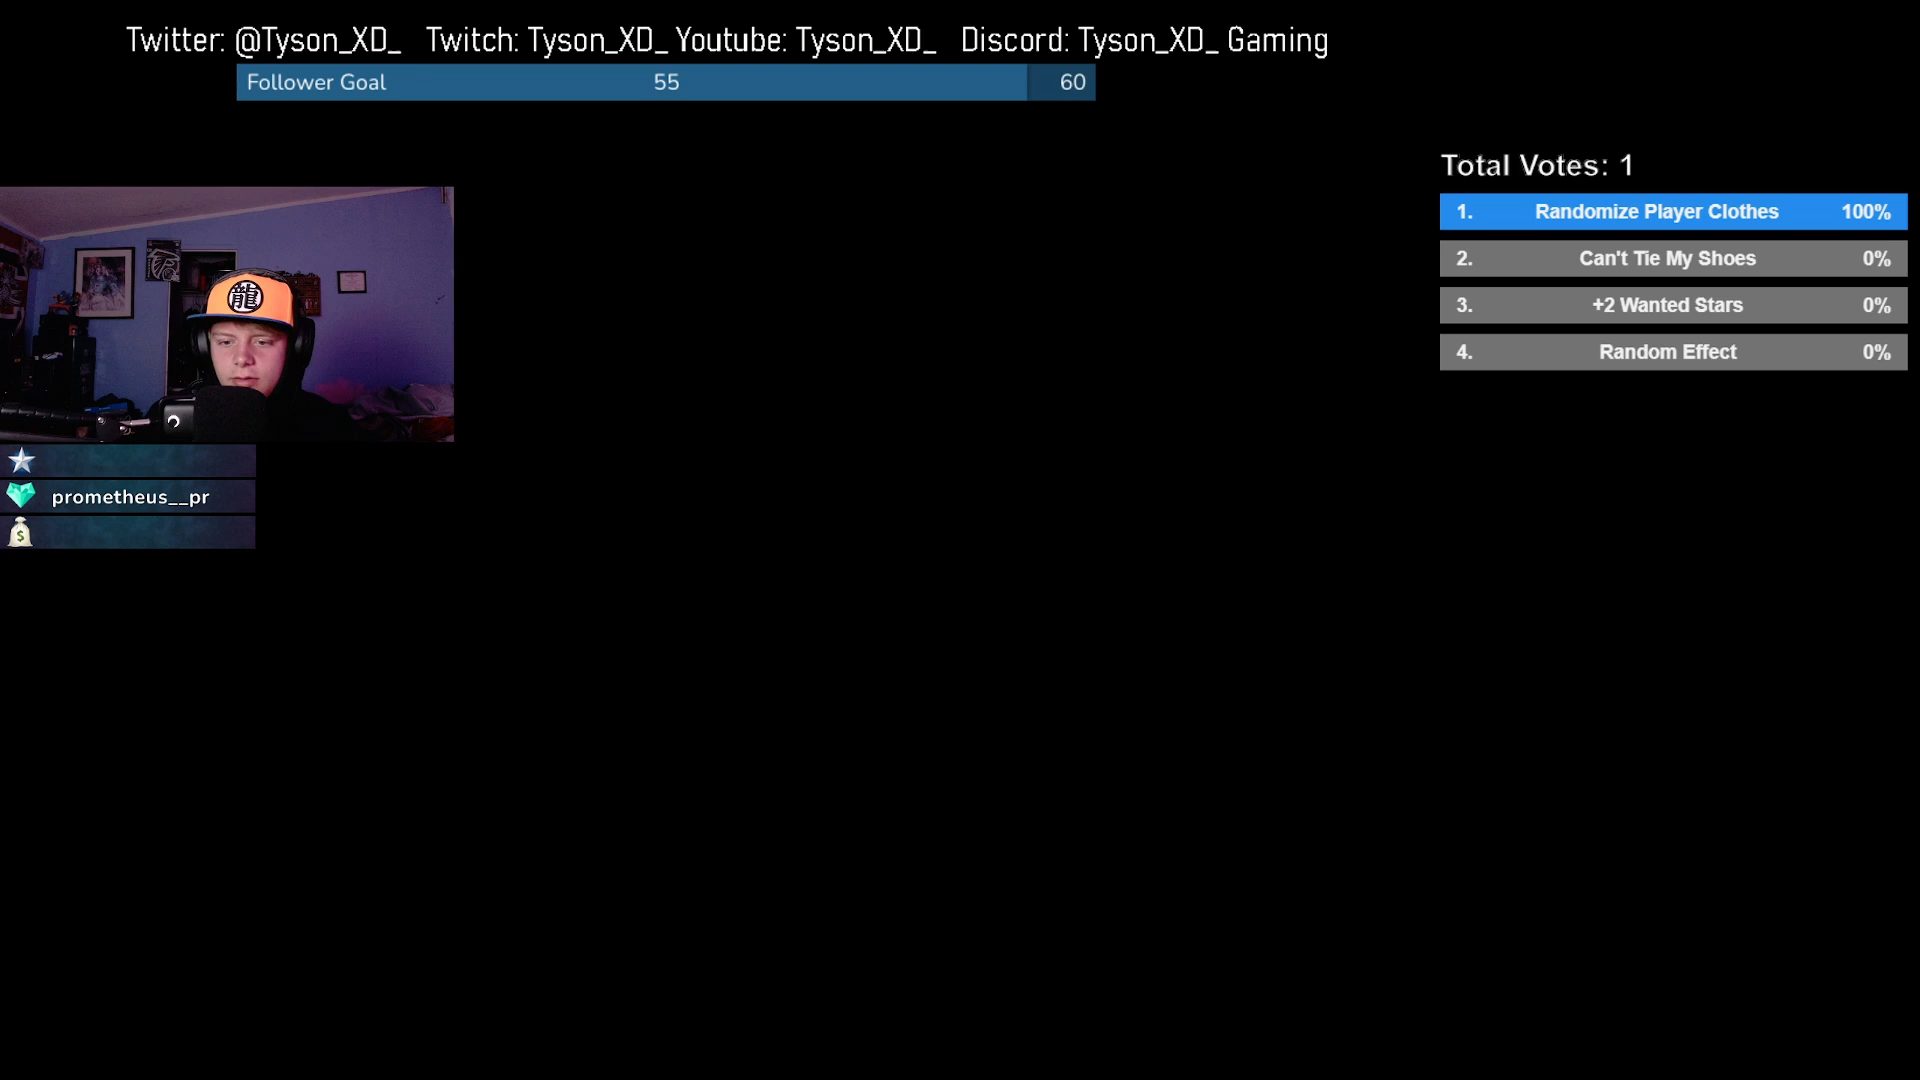 Twitter: @Tyson_XD_ Twitch: Tyson_XD_ Youtube: Tyson_XD_ Discord: Tyson_XD_ Gaming
Follower Goal 55 60
Total Votes: 1
1. Randomize Player Clothes 100%
2. Can't Tie My Shoes 0%
3. +2 Wanted Stars 0%
4. Random Effect 0%
龍
prometheus__pr